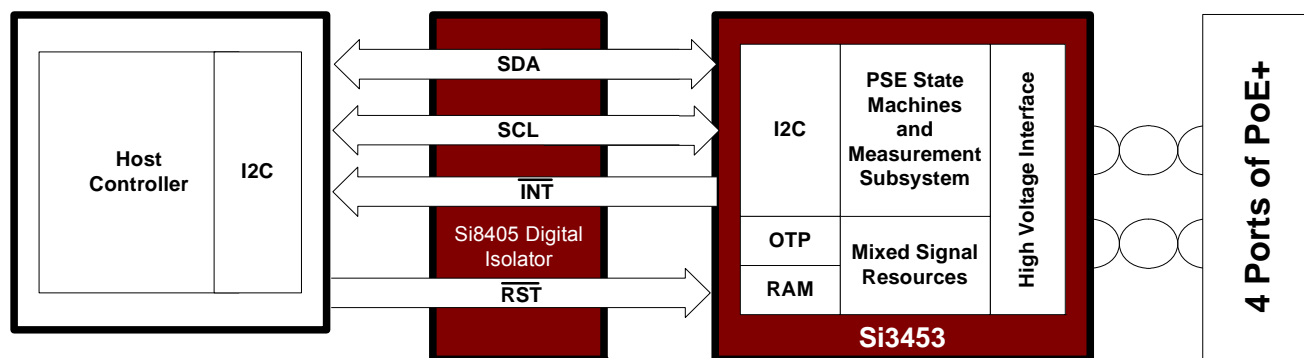 Host
Controller
I2C
SDA
SCL
INT
Si8405 Digital
Isolator
RST
I2C
PSE State
Machines
and
Measurement
Subsystem
OTP
RAM
Mixed Signal
Resources
High Voltage Interface
Si3453
4 Ports of PoE+